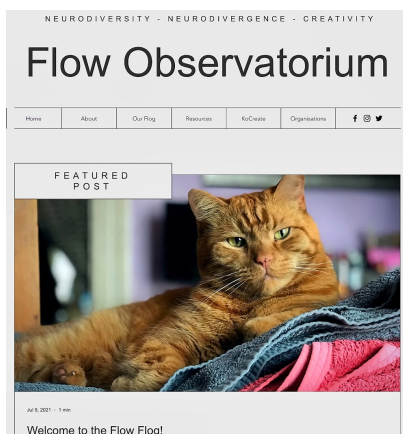 NEURODIVERSITY - NEURODIVERGENCE - CREATIVITY
Flow Observatorium
Home About Our Flog Resources KoCreate Organisations
FEATURED
POST
Jul 9, 2021 · 1 min
Welcome to the Flow Flog!